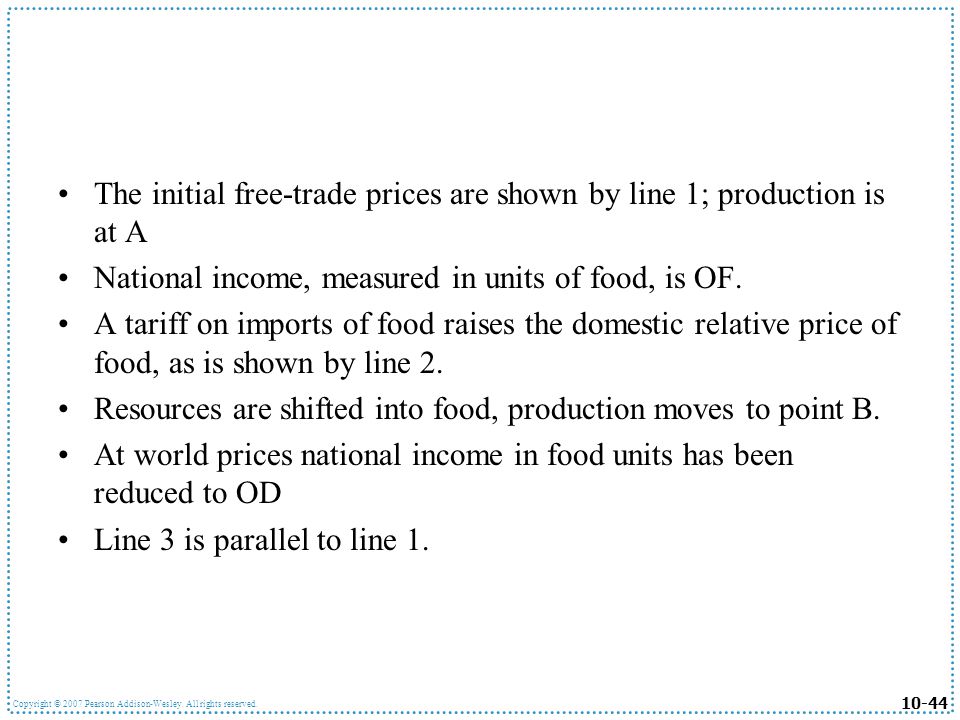 • The initial free-trade prices are shown by line 1; production is
at A
• National income, measured in units of food, is OF.
• A tariff on imports of food raises the domestic relative price of
food, as is shown by line 2.
• Resources are shifted into food, production moves to point B.
• At world prices national income in food units has been
reduced to OD
• Line 3 is parallel to line 1.
Copyright © 2007 Pearson Addison-Wesley. All rights reserved.
10-44